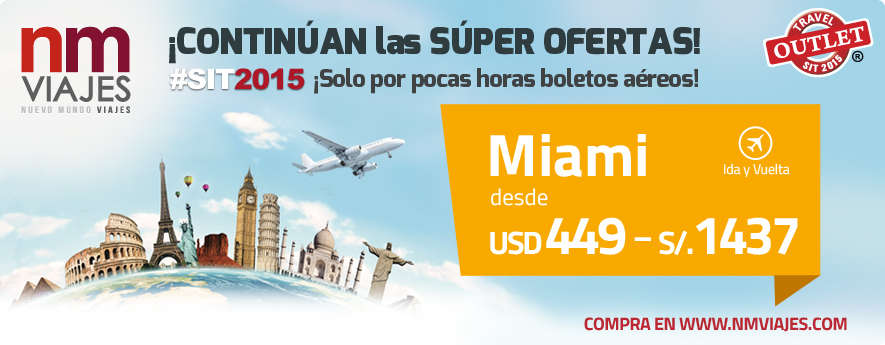 nm
VIAJES
NUEVO MUNDO VIAJES
¡CONTINÚAN las SÚPER OFERTAS!
#SIT2015 ¡Solo por pocas horas boletos aéreos!
TRAVEL
OUTLET
SIT 2015
®
Miami
Ida y Vuelta
desde
USD 449 – S/. 1437
COMPRA EN WWW.NMVIAJES.COM